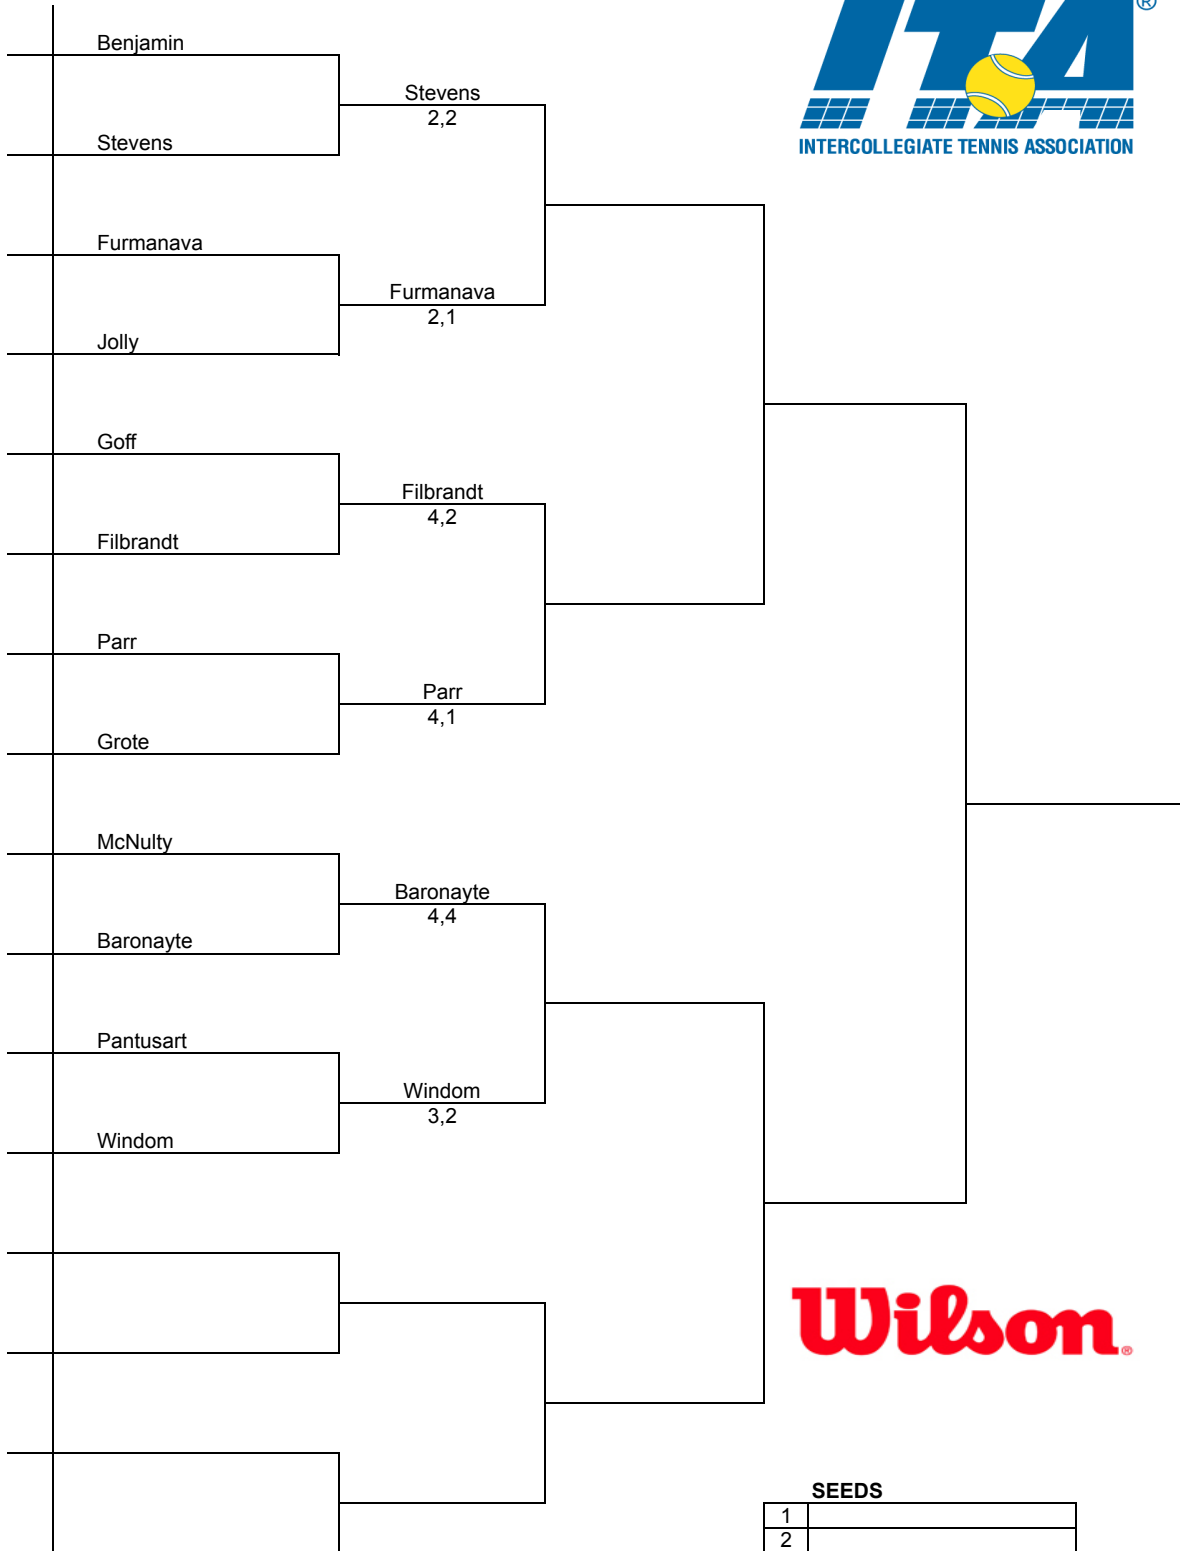 ITA®
INTERCOLLEGIATE TENNIS ASSOCIATION
Benjamin
Stevens
2,2
Stevens
Furmanava
Furmanava
2,1
Jolly
Goff
Filbrandt
4,2
Filbrandt
Parr
Parr
4,1
Grote
McNulty
Baronayte
4,4
Baronayte
Pantusart
Windom
3,2
Windom
Wilson®
SEEDS
1
2